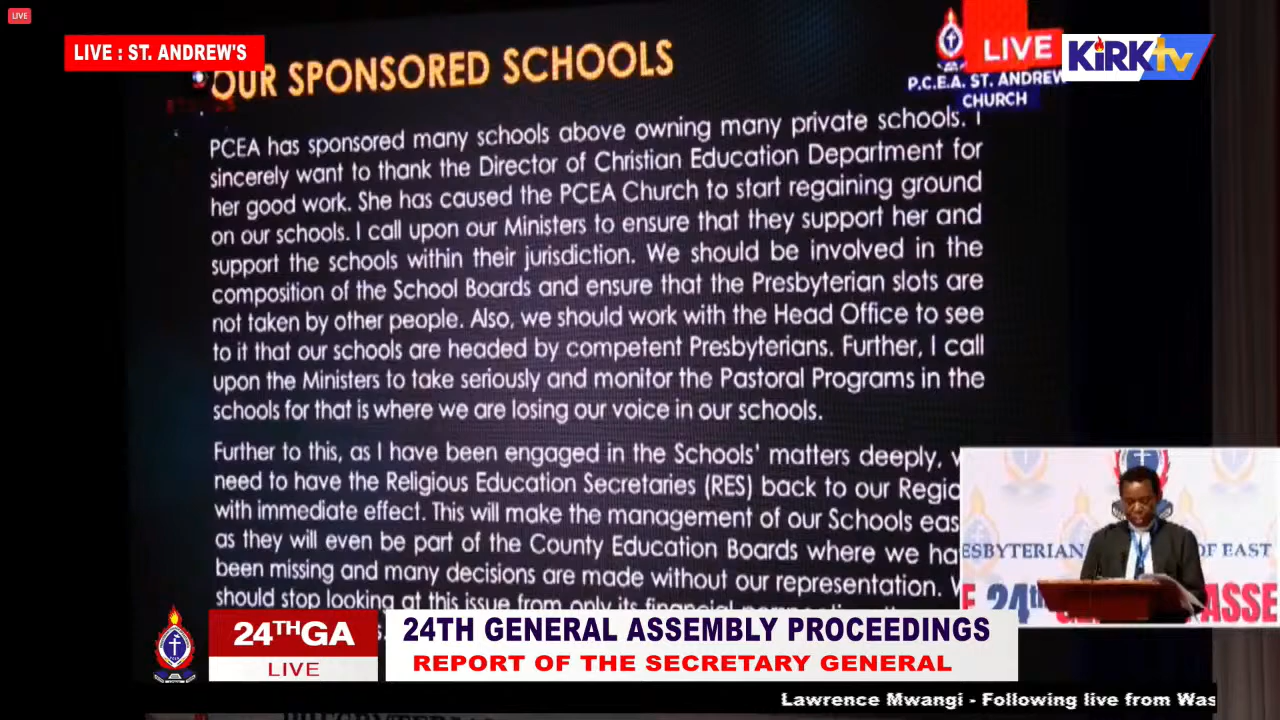 LIVE
LIVE : ST. ANDREW'S
LIVE
KiRKtv
P.C.E.A. ST. ANDREW
CHURCH
OUR SPONSORED SCHOOLS
PCEA has sponsored many schools above owning many private schools. I
sincerely want to thank the Director of Christian Education Department for
her good work. She has caused the PCEA Church to start regaining ground
on our schools. I call upon our Ministers to ensure that they support her and
support the schools within their jurisdiction. We should be involved in the
composition of the School Boards and ensure that the Presbyterian slots are
not taken by other people. Also, we should work with the Head Office to see
to it that our schools are headed by competent Presbyterians. Further, I call
upon the Ministers to take seriously and monitor the Pastoral Programs in the
schools for that is where we are losing our voice in our schools.
Further to this, as I have been engaged in the Schools' matters deeply,
need to have the Religious Education Secretaries (RES) back to our Regio
with immediate effect. This will make the management of our Schools eas
as they will even be part of the County Education Boards where we ha
been missing and many decisions are made without our representation. W
should stop looking at this issue from only its financial
ESBYTERIAN OF EAST
24th ASSE
24TH GA
LIVE
24TH GENERAL ASSEMBLY PROCEEDINGS
REPORT OF THE SECRETARY GENERAL
Lawrence Mwangi - Following live from Was